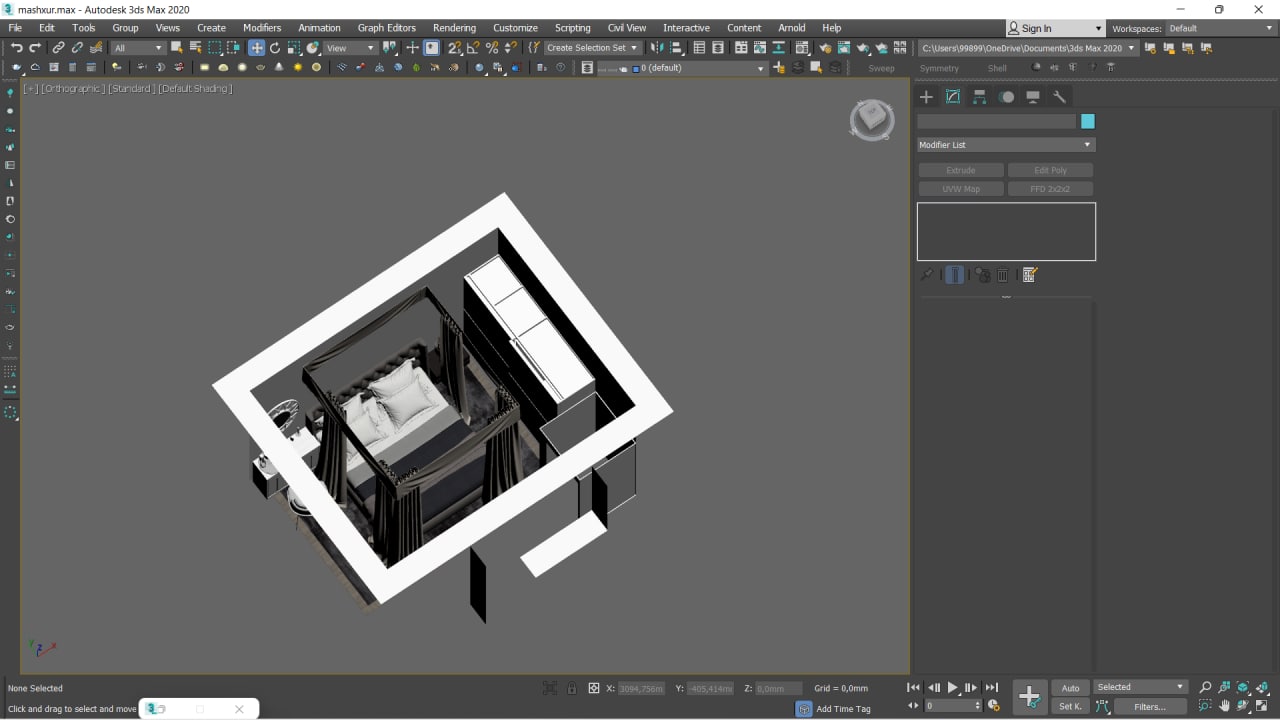 mashxur.max - Autodesk 3ds Max 2020
File Edit Tools Group Views Create Modifiers Animation Graph Editors Rendering Customize Scripting Civil View Interactive Content Arnold Help
Sign In
Workspaces: Default
All
View
Create Selection Set
C:\Users\99899\OneDrive\Documents\3ds Max 2020
0 (default)
Sweep
Symmetry
Shell
[+] [Orthographic ] [Standard ] [Default Shading ]
Modifier List
Extrude
Edit Poly
UVW Map
FFD 2x2x2
y
z
x
None Selected
X: 3094,756m
Y: -405,414m
Z: 0,0mm
Grid = 0,0mm
Auto
Selected
Click and drag to select and move
Add Time Tag
0
Set K.
Filters...